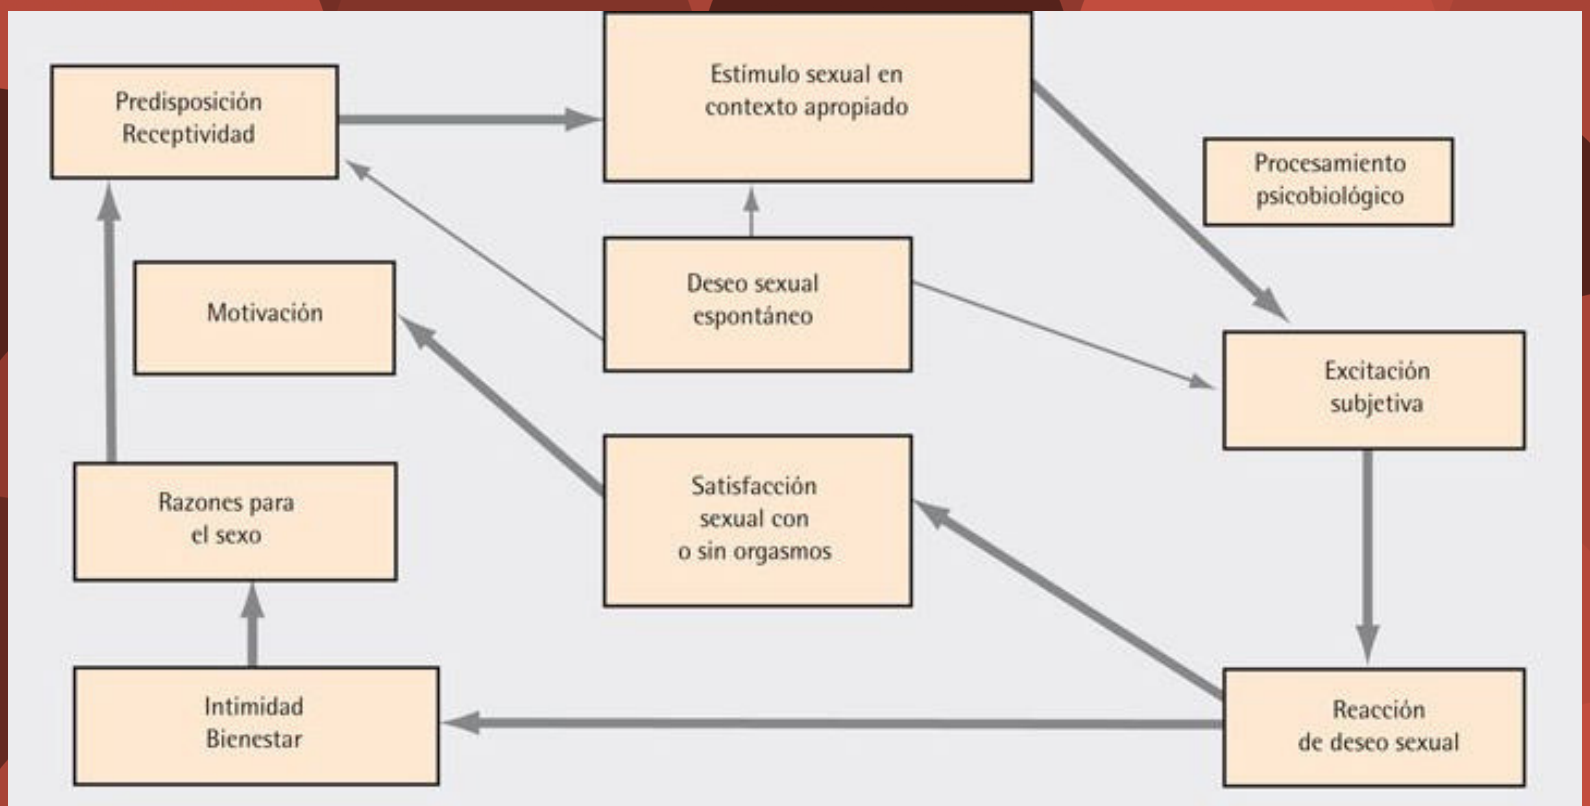 Predisposición
Receptividad
Estímulo sexual en
contexto apropiado
Procesamiento
psicobiológico
Motivación
Deseo sexual
espontáneo
Excitación
subjetiva
Razones para
el sexo
Satisfacción
sexual con
o sin orgasmos
Intimidad
Bienestar
Reacción
de deseo sexual